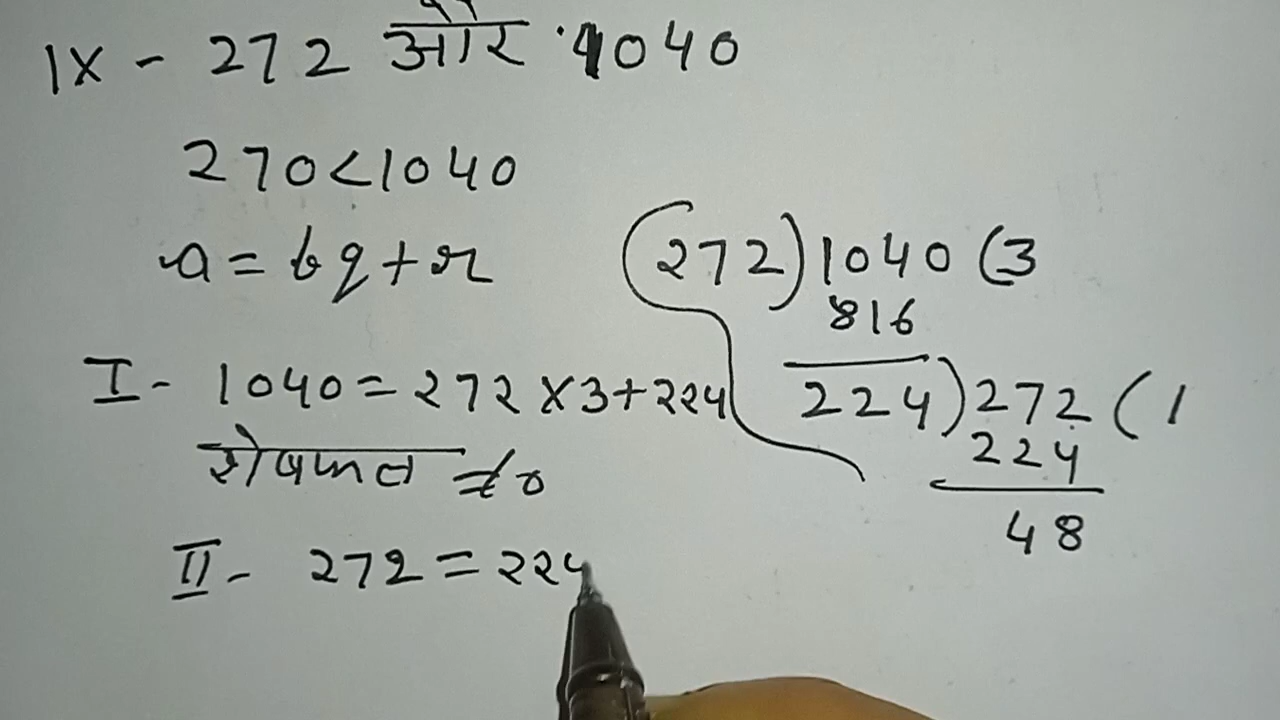 IX - 272 और 1040
270 < 1040
a = bq + r
272 ) 1040 ( 3
816
I - 1040 = 272 × 3 + 224
224 ) 272 ( 1
224
शेषफल ≠ 0
48
II - 272 = 224